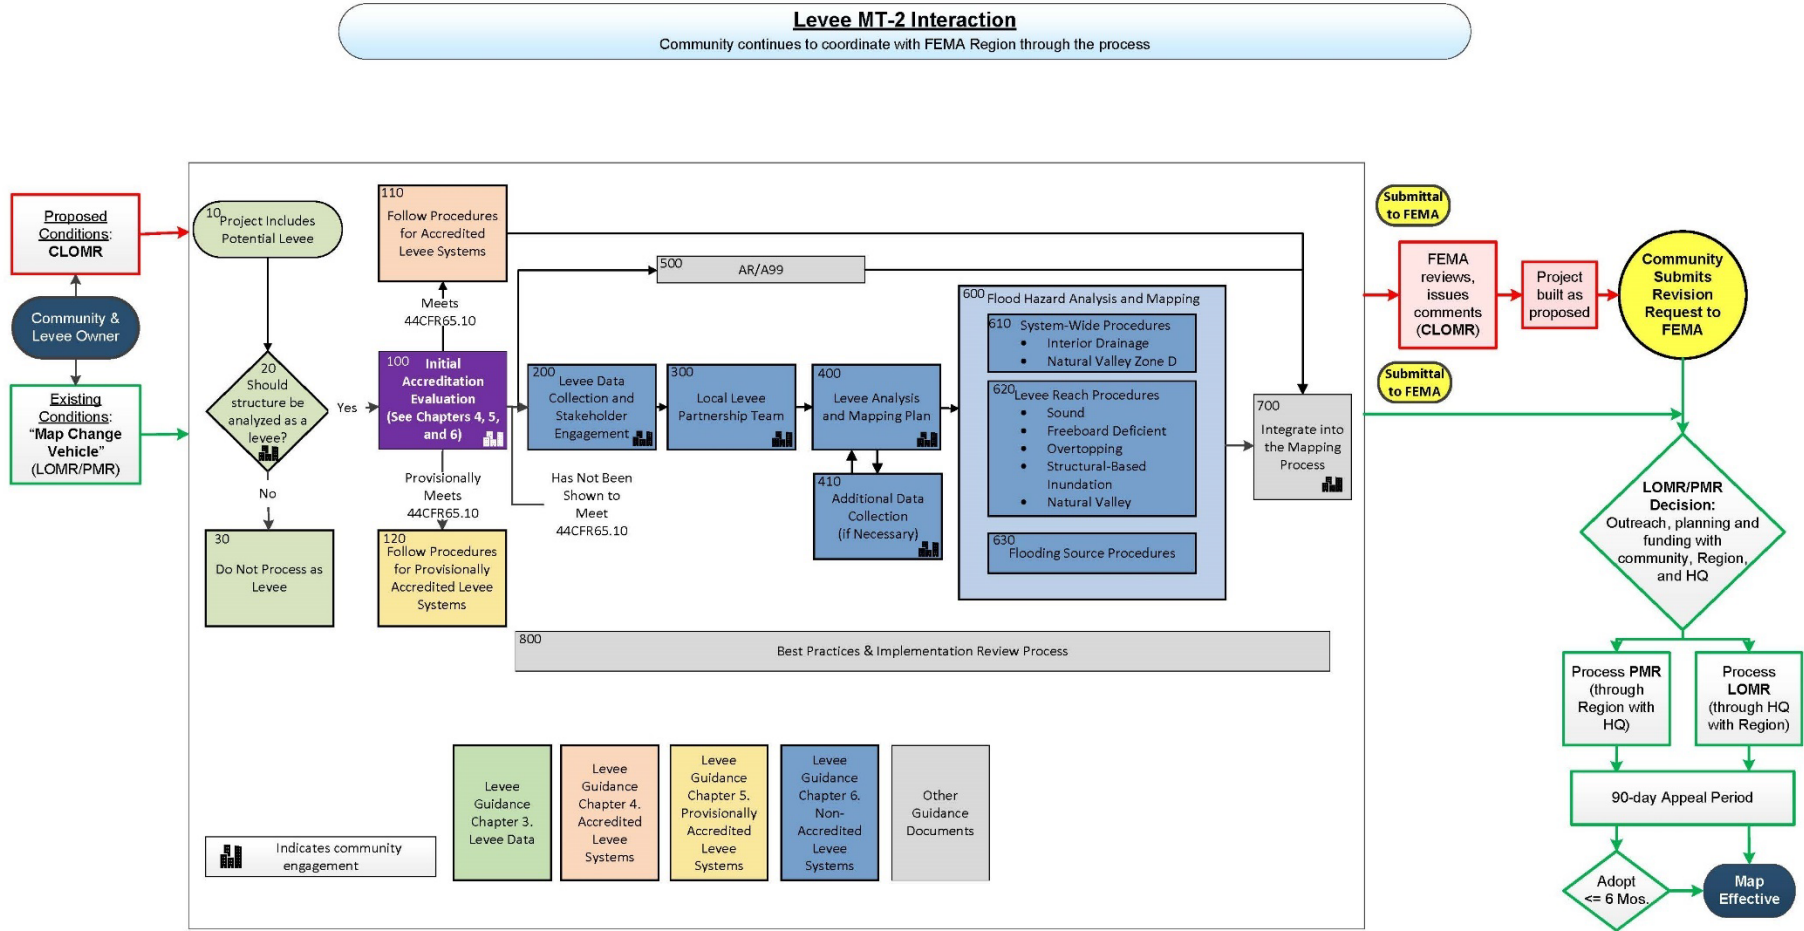 Levee MT-2 Interaction
Community continues to coordinate with FEMA Region through the process
Proposed
Conditions:
CLOMR
Community &
Levee Owner
Existing
Conditions:
“Map Change
Vehicle”
(LOMR/PMR)
10
Project Includes
Potential Levee
20
Should
structure be
analyzed as a
levee?
Yes
No
30
Do Not Process as
Levee
110
Follow Procedures
for Accredited
Levee Systems
Meets
44CFR65.10
100
Initial
Accreditation
Evaluation
(See Chapters 4, 5,
and 6)
Provisionally
Meets
44CFR65.10
120
Follow Procedures
for Provisionally
Accredited Levee
Systems
Has Not Been
Shown to
Meet
44CFR65.10
500
AR/A99
200
Levee Data
Collection and
Stakeholder
Engagement
300
Local Levee
Partnership Team
400
Levee Analysis
and Mapping Plan
410
Additional Data
Collection
(if Necessary)
600
Flood Hazard Analysis and Mapping
610
System-Wide Procedures
• Interior Drainage
• Natural Valley Zone D
620
Levee Reach Procedures
• Sound
• Freeboard Deficient
• Overtopping
• Structural-Based
Inundation
• Natural Valley
630
Flooding Source Procedures
700
Integrate into
the Mapping
Process
800
Best Practices & Implementation Review Process
Indicates community
engagement
Levee
Guidance
Chapter 3.
Levee Data
Levee
Guidance
Chapter 4.
Accredited
Levee
Systems
Levee
Guidance
Chapter 5.
Provisionally
Accredited
Levee
Systems
Levee
Guidance
Chapter 6.
Non-
Accredited
Levee
Systems
Other
Guidance
Documents
Submittal
to FEMA
FEMA
reviews,
issues
comments
(CLOMR)
Project
built as
proposed
Community
Submits
Revision
Request to
FEMA
Submittal
to FEMA
LOMR/PMR
Decision:
Outreach, planning and
funding with
community, Region,
and HQ
Process PMR
(through
Region with
HQ)
Process
LOMR
(through HQ
with Region)
90-day Appeal Period
Adopt
<= 6 Mos.
Map
Effective